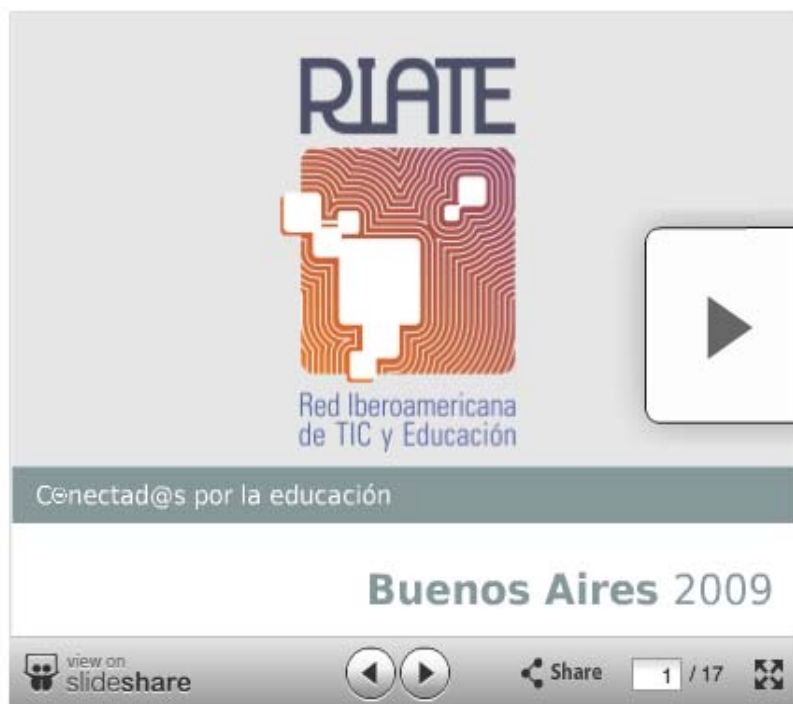 RIATE
Red Iberoamericana
de TIC y Educación
Conectad@s por la educación
Buenos Aires 2009
view on
slideshare
Share
1 / 17